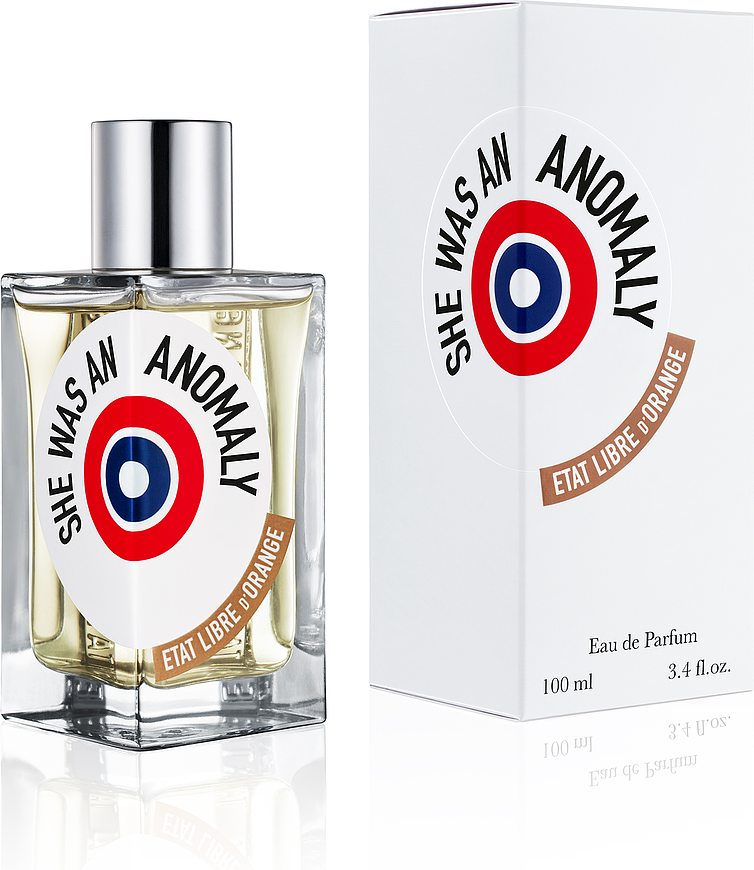 SHE WAS AN ANOMALY
ETAT LIBRE d'ORANGE
SHE WAS AN ANOMALY
ETAT LIBRE d'ORANGE
Eau de Parfum
100 ml 3.4 fl.oz.